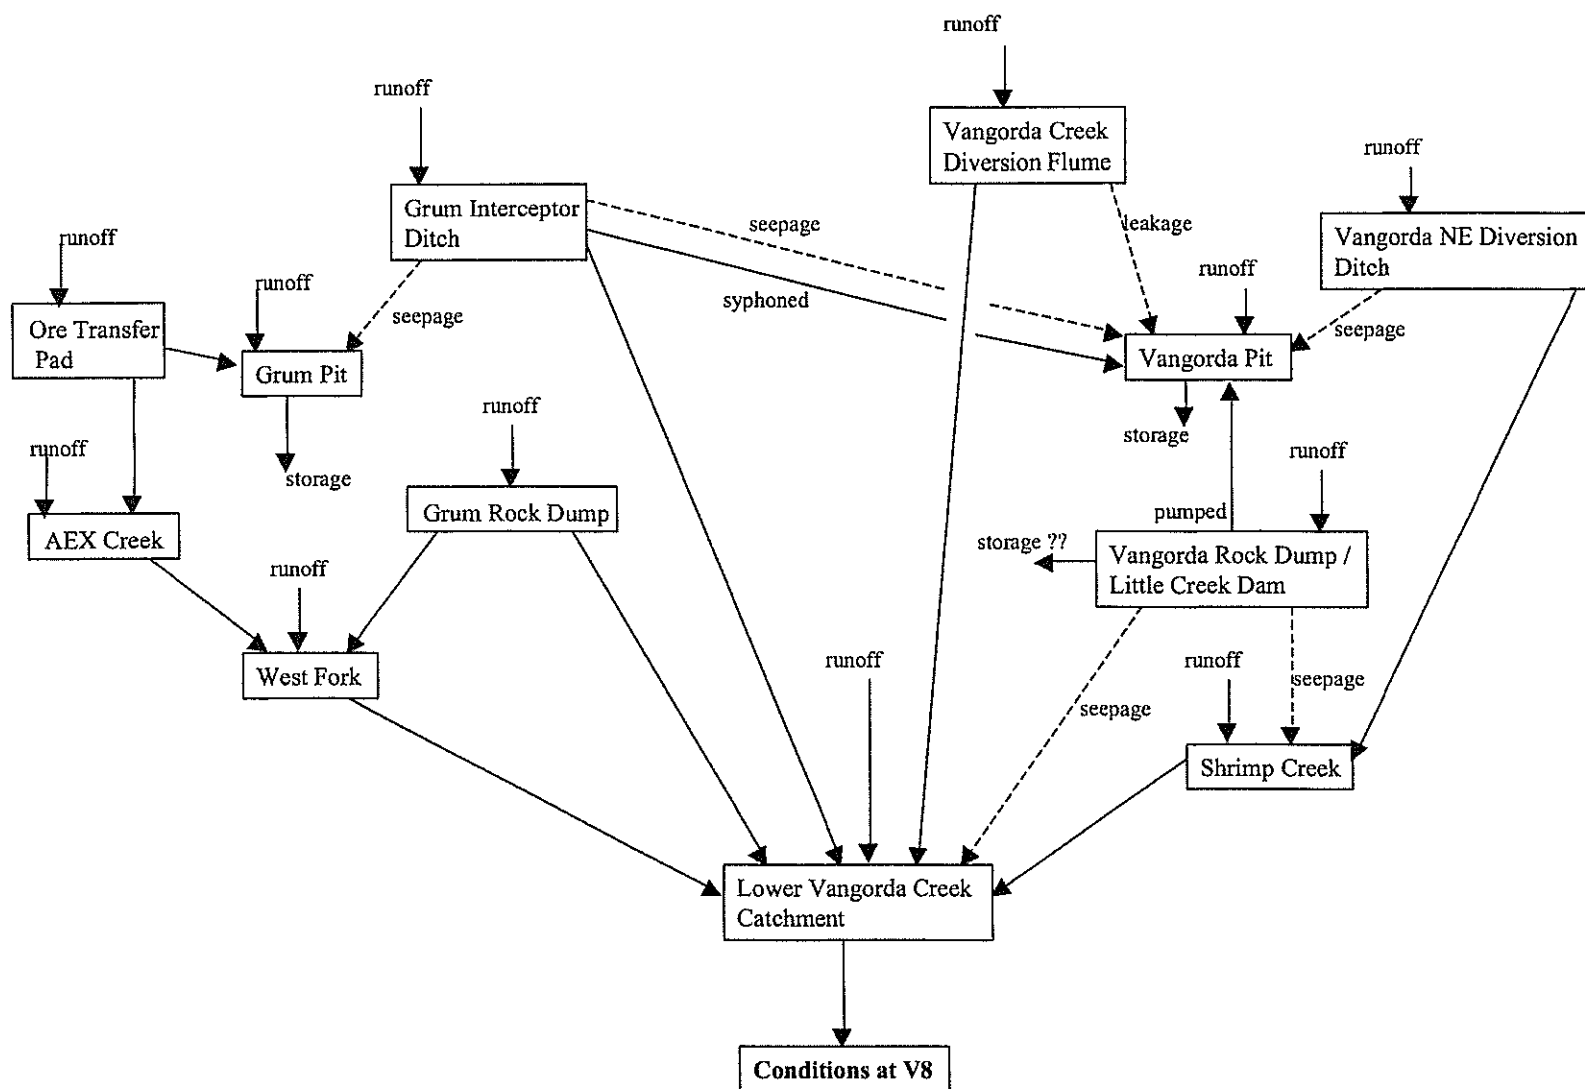 runoff
runoff
Vangorda Creek
Diversion Flume
runoff
runoff
Grum Interceptor
Ditch
seepage
leakage
Vangorda NE Diversion
Ditch
runoff
runoff
syphoned
seepage
seepage
Ore Transfer
Pad
Grum Pit
Vangorda Pit
runoff
storage
runoff
runoff
storage
AEX Creek
Grum Rock Dump
pumped
storage ??
Vangorda Rock Dump /
Little Creek Dam
runoff
West Fork
runoff
runoff
seepage
seepage
Shrimp Creek
Lower Vangorda Creek
Catchment
Conditions at V8